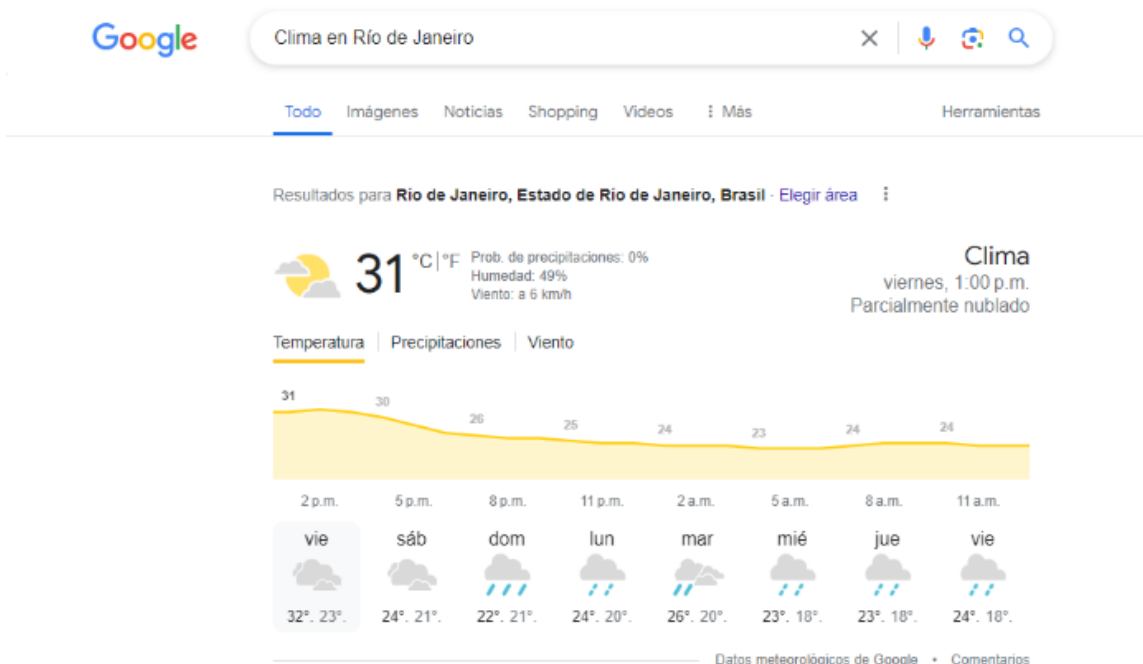 Google Clima en Río de Janeiro
Todo Imágenes Noticias Shopping Videos Más Herramientas
Resultados para Río de Janeiro, Estado de Río de Janeiro, Brasil · Elegir área
31 °C|°F
Prob. de precipitaciones: 0%
Humedad: 49%
Viento: a 6 km/h
Clima
viernes, 1:00 p.m.
Parcialmente nublado
Temperatura Precipitaciones Viento
31 30 26 25 24 23 24 24
2 p.m. 5 p.m. 8 p.m. 11 p.m. 2 a.m. 5 a.m. 8 a.m. 11 a.m.
vie sáb dom lun mar mié jue vie
32°. 23°. 24°. 21°. 22°. 21°. 24°. 20°. 26°. 20°. 23°. 18°. 23°. 18°. 24°. 18°.
Datos meteorológicos de Google • Comentarios